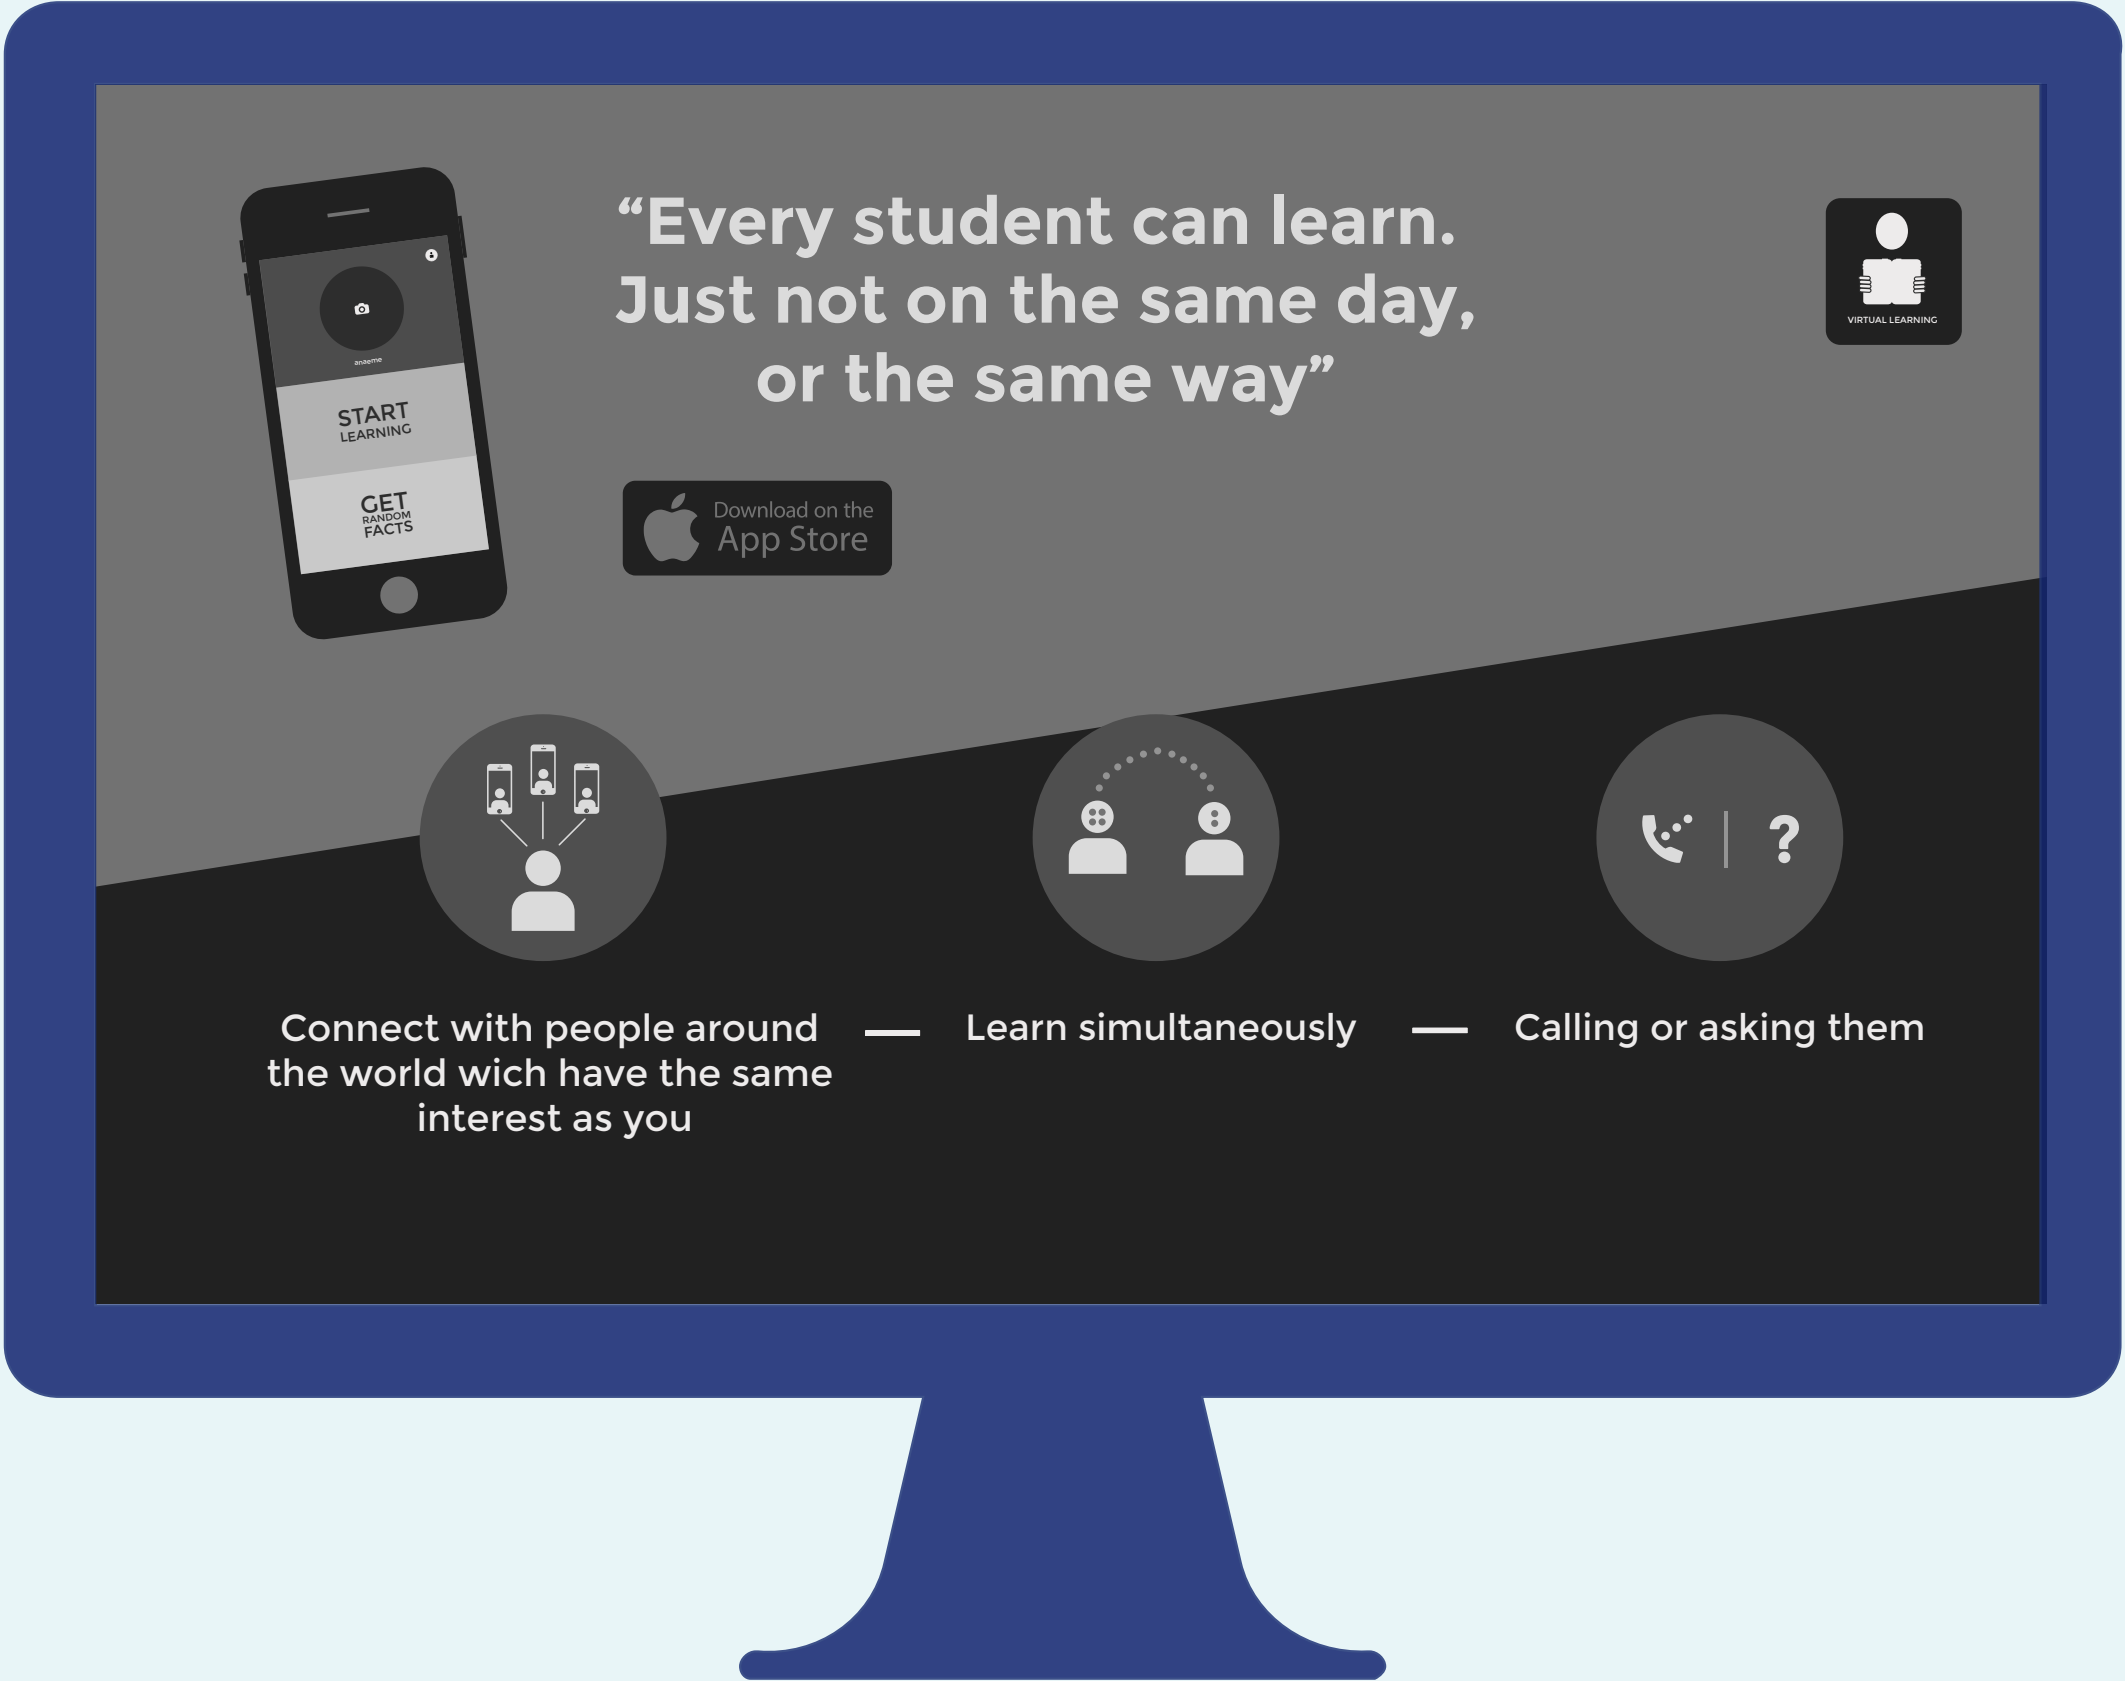 “Every student can learn.
Just not on the same day,
or the same way”
VIRTUAL LEARNING
anaeme
START
LEARNING
GET
RANDOM
FACTS
Download on the
App Store
Connect with people around
the world wich have the same
interest as you
Learn simultaneously
Calling or asking them
?